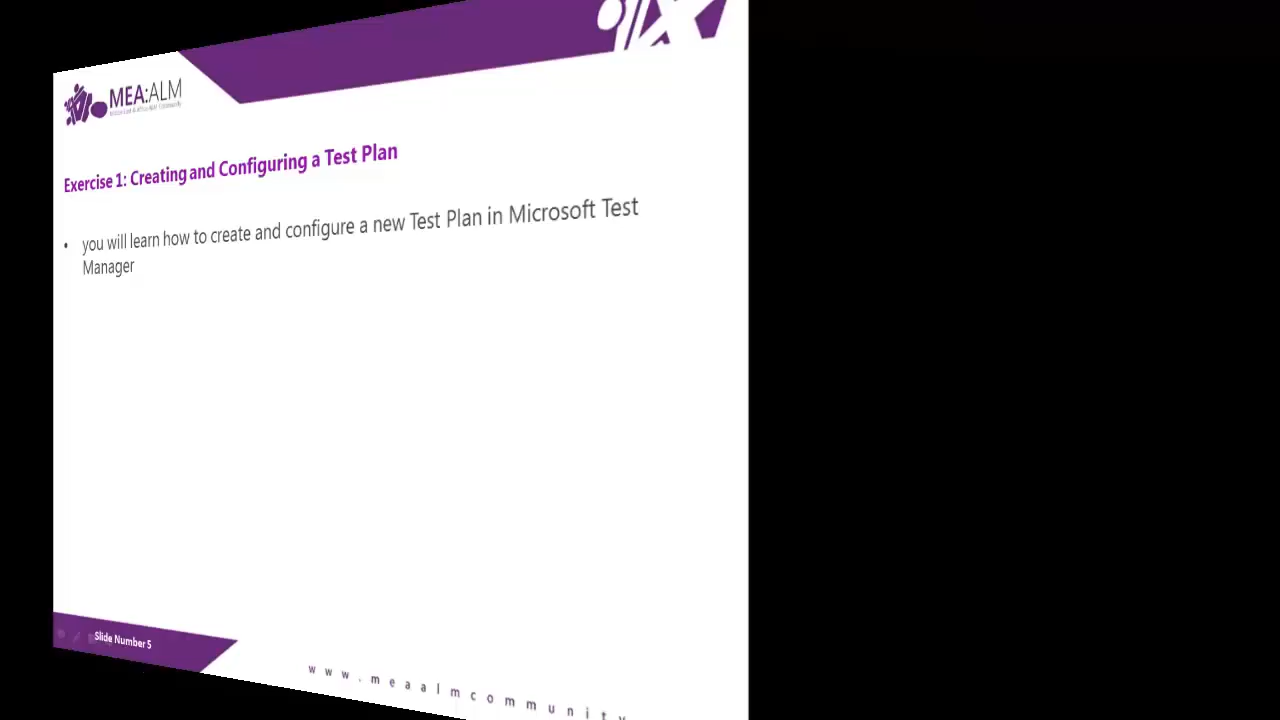 MEA:ALM
Exercise 1: Creating and Configuring a Test Plan
• you will learn how to create and configure a new Test Plan in Microsoft Test
Manager
Slide Number 5
www.meaalmcommunity